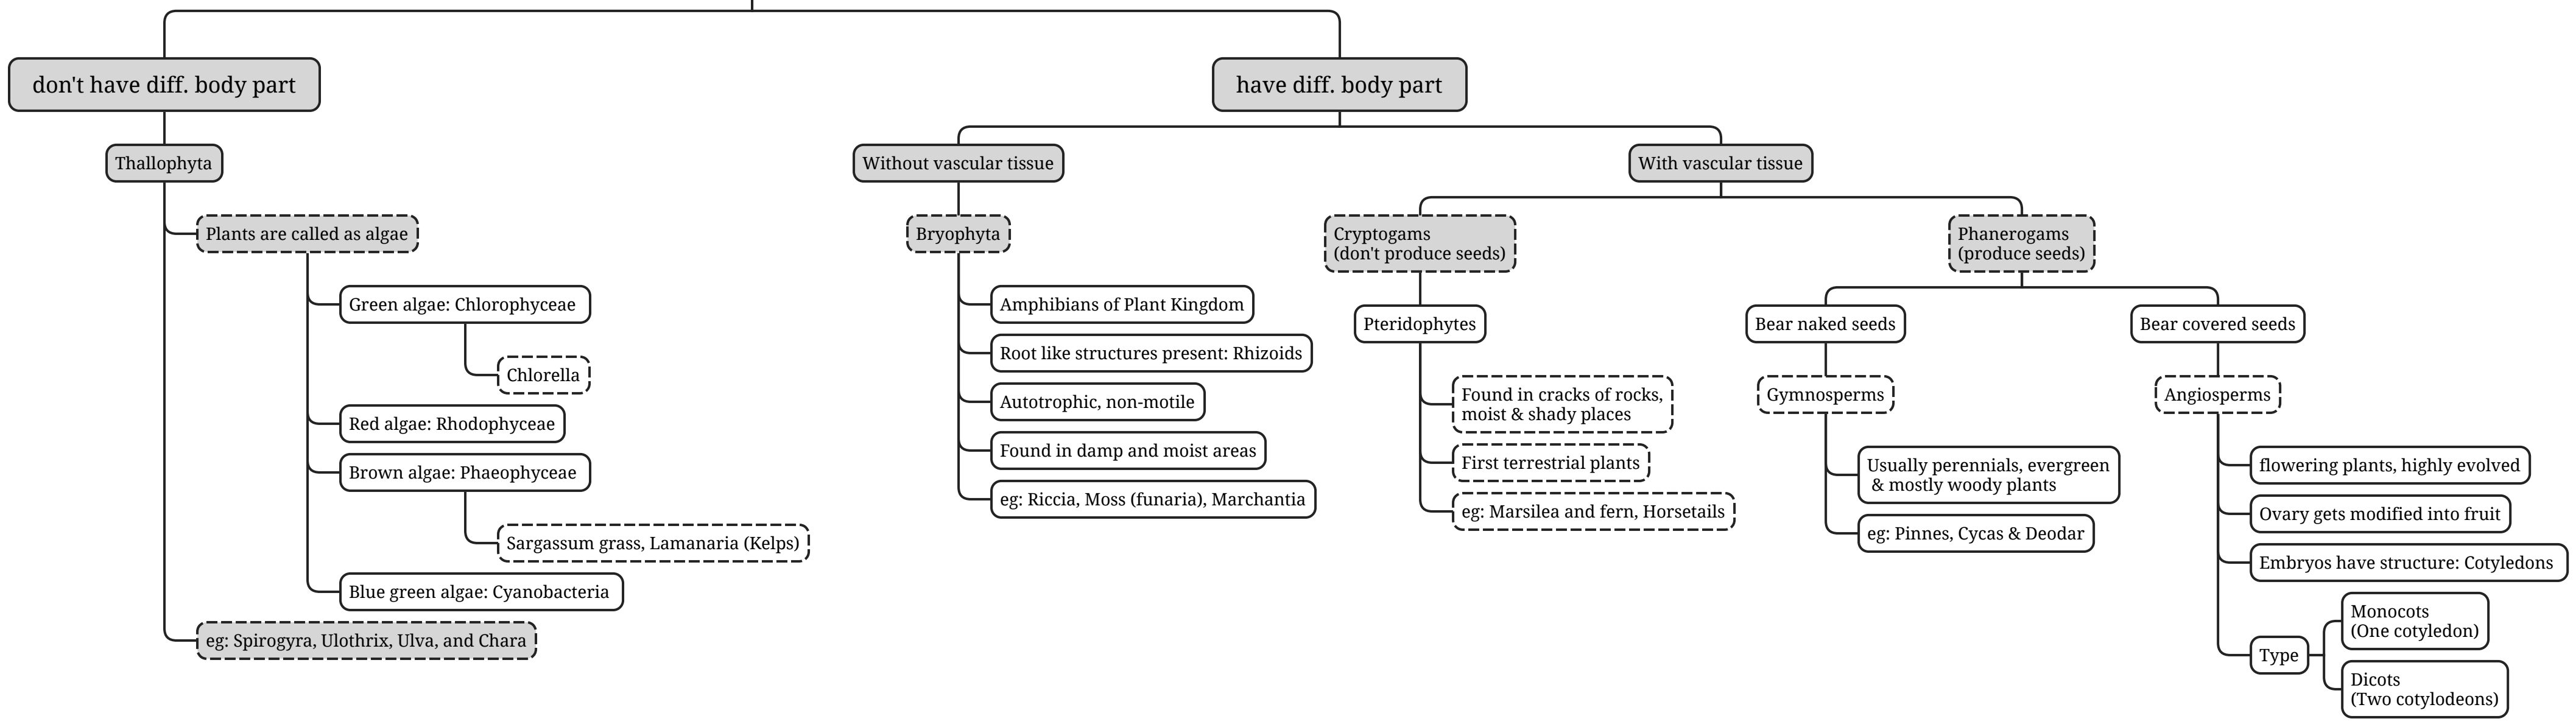 don't have diff. body part
Thallophyta
Plants are called as algae
Green algae: Chlorophyceae
Chlorella
Red algae: Rhodophyceae
Brown algae: Phaeophyceae
Sargassum grass, Lamanaria (Kelps)
Blue green algae: Cyanobacteria
eg: Spirogyra, Ulothrix, Ulva, and Chara
have diff. body part
Without vascular tissue
Bryophyta
Amphibians of Plant Kingdom
Root like structures present: Rhizoids
Autotrophic, non-motile
Found in damp and moist areas
eg: Riccia, Moss (funaria), Marchantia
With vascular tissue
Cryptogams
(don't produce seeds)
Pteridophytes
Found in cracks of rocks,
moist & shady places
First terrestrial plants
eg: Marsilea and fern, Horsetails
Phanerogams
(produce seeds)
Bear naked seeds
Gymnosperms
Usually perennials, evergreen
& mostly woody plants
eg: Pinnes, Cycas & Deodar
Bear covered seeds
Angiosperms
flowering plants, highly evolved
Ovary gets modified into fruit
Embryos have structure: Cotyledons
Type
Monocots
(One cotyledon)
Dicots
(Two cotylodeons)